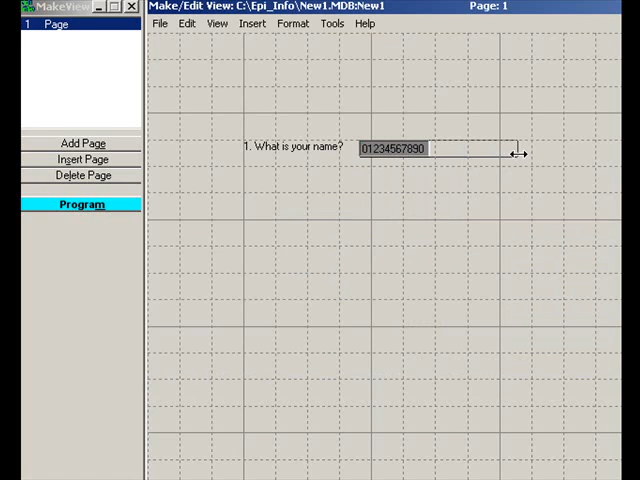 MakeView
Make/Edit View: C:\Epi_Info\New1.MDB:New1 Page: 1
1 Page
File Edit View Insert Format Tools Help
Add Page
Insert Page
Delete Page
Program
1. What is your name? 01234567890